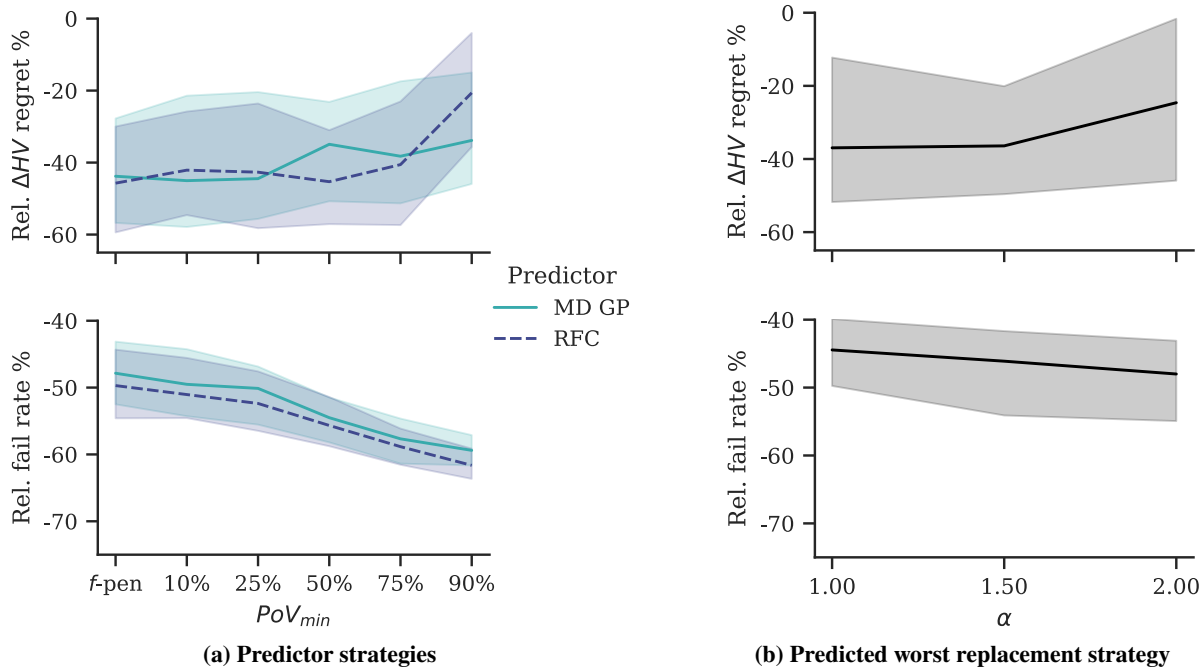 0
-20
-40
-60
Rel. ΔHV regret %
Predictor
MD GP
RFC
-40
-50
-60
-70
Rel. fail rate %
f-pen 10% 25% 50% 75% 90%
PoV_min
(a) Predictor strategies
0
-20
-40
-60
Rel. ΔHV regret %
-40
-50
-60
-70
Rel. fail rate %
1.00 1.50 2.00
α
(b) Predicted worst replacement strategy